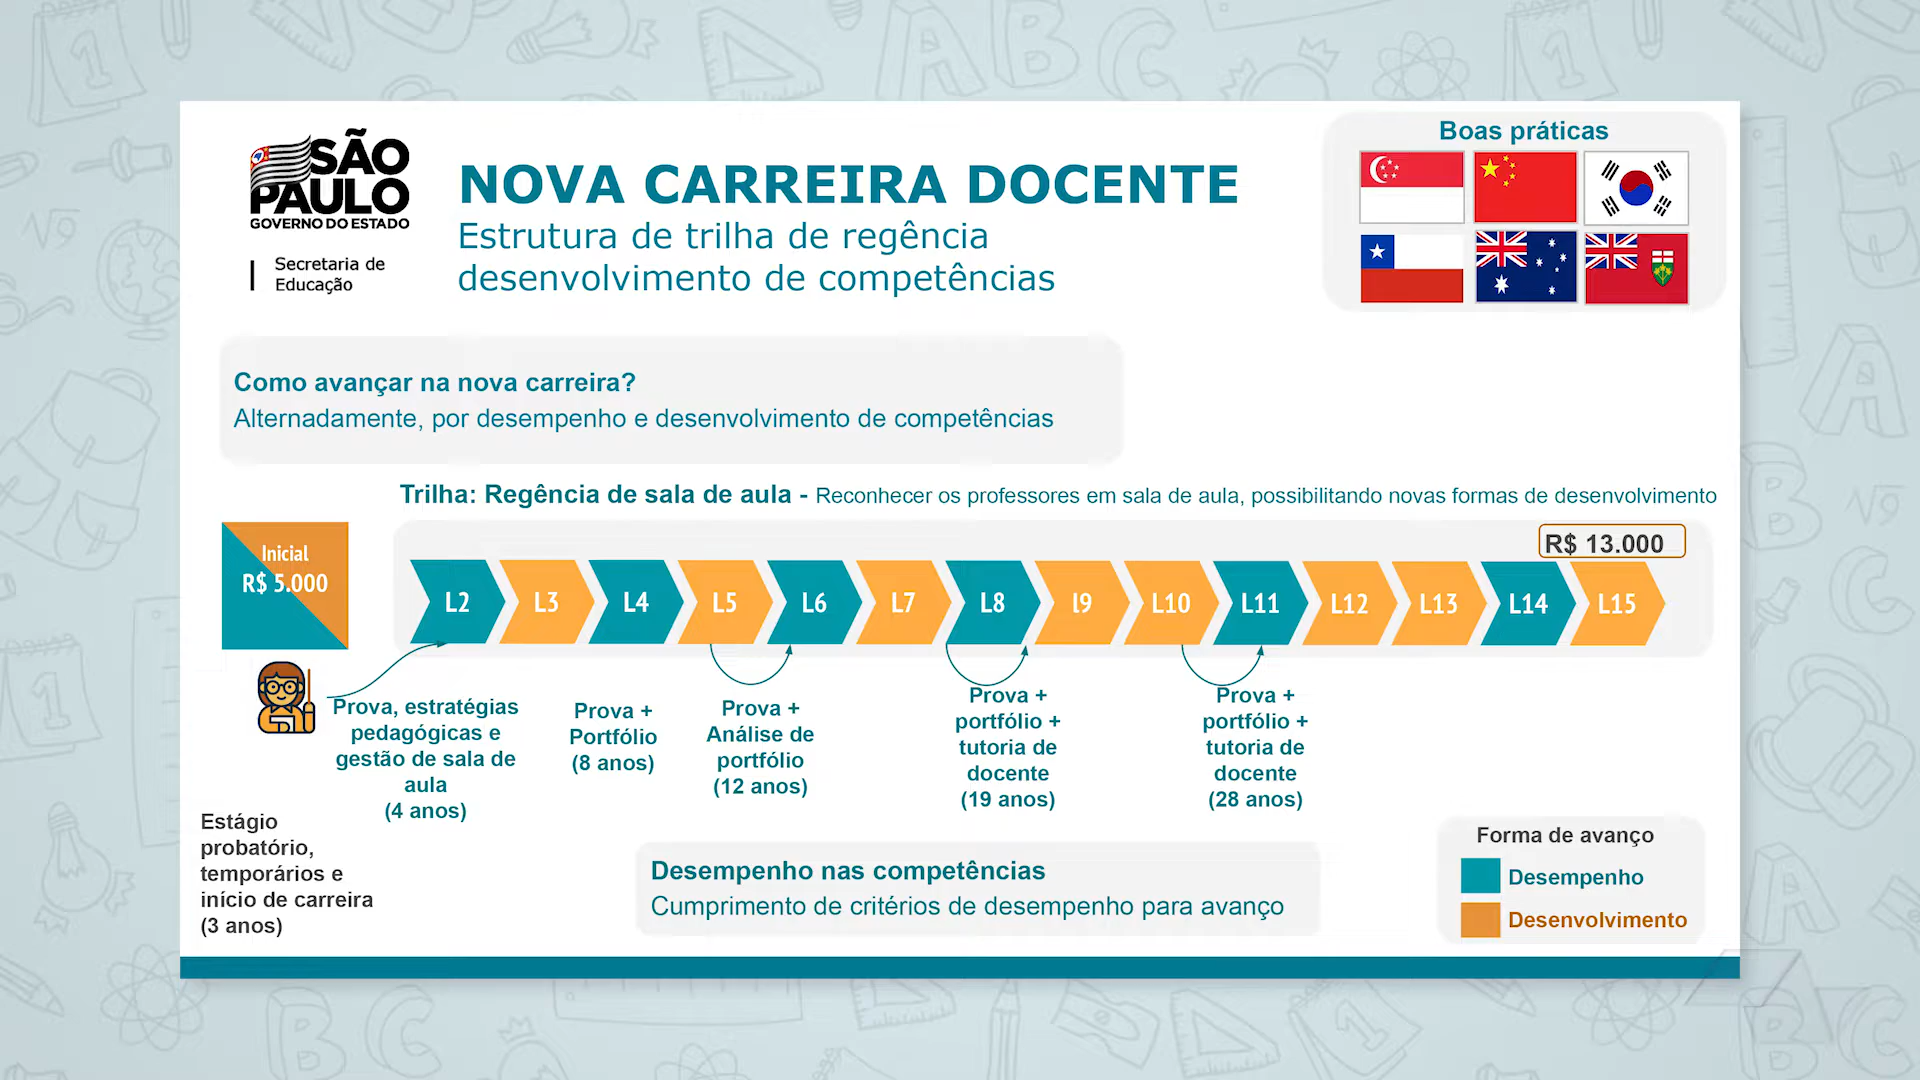 SÃO
PAULO
GOVERNO DO ESTADO
Secretaria de
Educação
NOVA CARREIRA DOCENTE
Estrutura de trilha de regência
desenvolvimento de competências
Boas práticas
Como avançar na nova carreira?
Alternadamente, por desempenho e desenvolvimento de competências
Trilha: Regência de sala de aula - Reconhecer os professores em sala de aula, possibilitando novas formas de desenvolvimento
Inicial
R$ 5.000
R$ 13.000
L2 L3 L4 L5 L6 L7 L8 l9 L10 L11 L12 L13 L14 L15
Prova, estratégias
pedagógicas e
gestão de sala de
aula
(4 anos)
Prova +
Portfólio
(8 anos)
Prova +
Análise de
portfólio
(12 anos)
Prova +
portfólio +
tutoria de
docente
(19 anos)
Prova +
portfólio +
tutoria de
docente
(28 anos)
Estágio
probatório,
temporários e
início de carreira
(3 anos)
Desempenho nas competências
Cumprimento de critérios de desempenho para avanço
Forma de avanço
Desempenho
Desenvolvimento